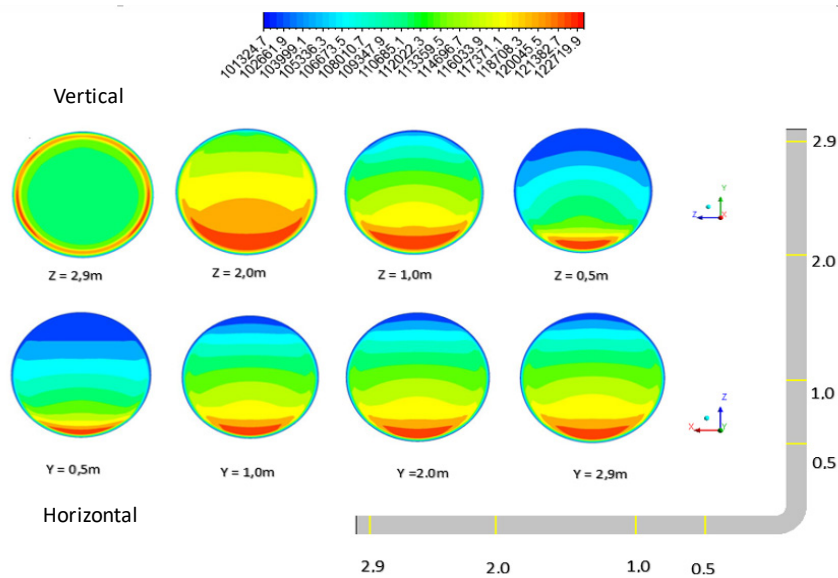 101324.7 102661.9 103999.1 105336.3 106673.5 108010.7 109347.9 110685.1 112022.3 113359.5 114696.7 116033.9 117371.1 118708.3 120045.5 121382.7 122719.9
Vertical
2.9
Y
Z X
Z = 2,9m Z = 2,0m Z = 1,0m Z = 0,5m
2.0
1.0
Z
X Y
0.5
Y = 0,5m Y = 1,0m Y =2.0m Y = 2,9m
Horizontal
2,9 2.0 1,0 0.5